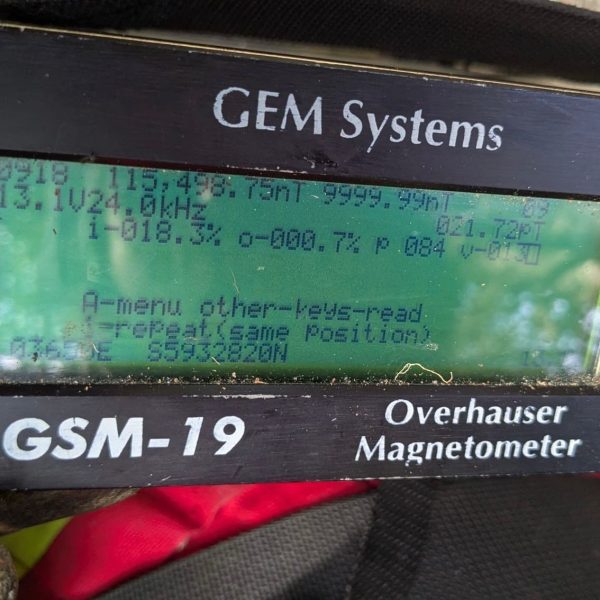 GEM Systems
0918 115,498.75nT 9999.99nT 09
13.1V24.0kHz 021.72pT
i-018.3% o-000.7% p 084 v-013
A-menu other-keys-read
1-repeat(same position)
S5932820N
GSM-19
Overhauser
Magnetometer